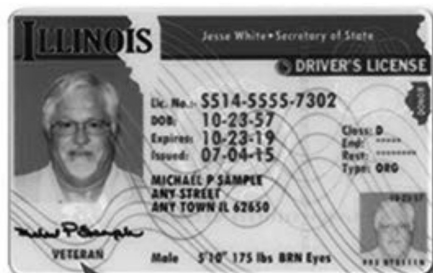 ILLINOIS
Jesse White • Secretary of State
DRIVER'S LICENSE
Lic. No.: S514-5555-7302
DOB: 10-23-57
Expires: 10-23-19
Issued: 07-04-15
Class: D
End: *****
Rest: ********
Type: ORG
MICHAEL P SAMPLE
ANY STREET
ANY TOWN IL 62650
Michael P Sample
VETERAN
Male 5'10" 175 lbs BRN Eyes